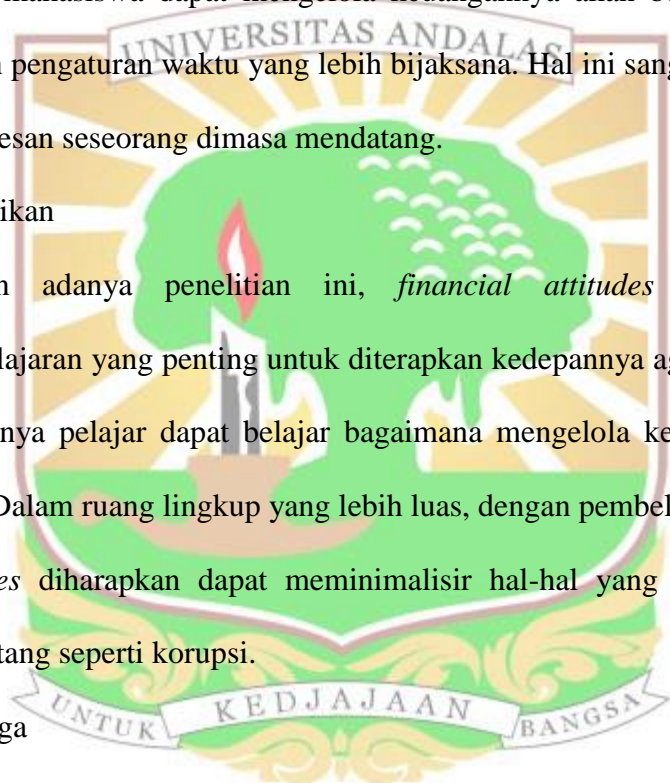 mahasiswa dapat mengelola keuangannya akan
UNIVERSITAS ANDALAS
pengaturan waktu yang lebih bijaksana. Hal ini sang
esan seseorang dimasa mendatang.
ikan
n adanya penelitian ini, financial attitudes
lajaran yang penting untuk diterapkan kedepannya ag
nya pelajar dapat belajar bagaimana mengelola ke
Dalam ruang lingkup yang lebih luas, dengan pembel
es diharapkan dapat meminimalisir hal-hal yang
tang seperti korupsi.
UNTUK KEDJAJAAN BANGSA
ga